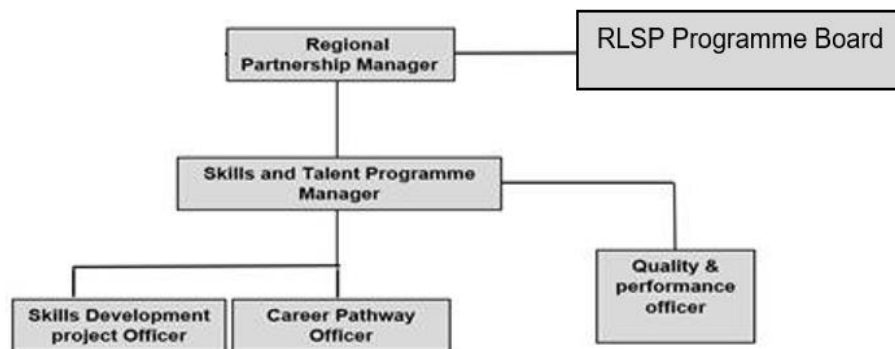 Regional
Partnership Manager
RLSP Programme Board
Skills and Talent Programme
Manager
Quality &
performance
officer
Skills Development
project Officer
Career Pathway
Officer